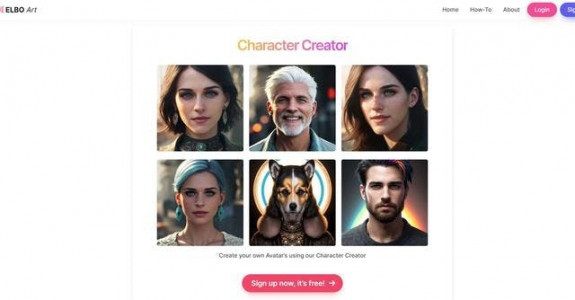 ELBO Art
Home How-To About Login
Character Creator
Create your own Avatar's using our Character Creator
Sign up now, it's free! →